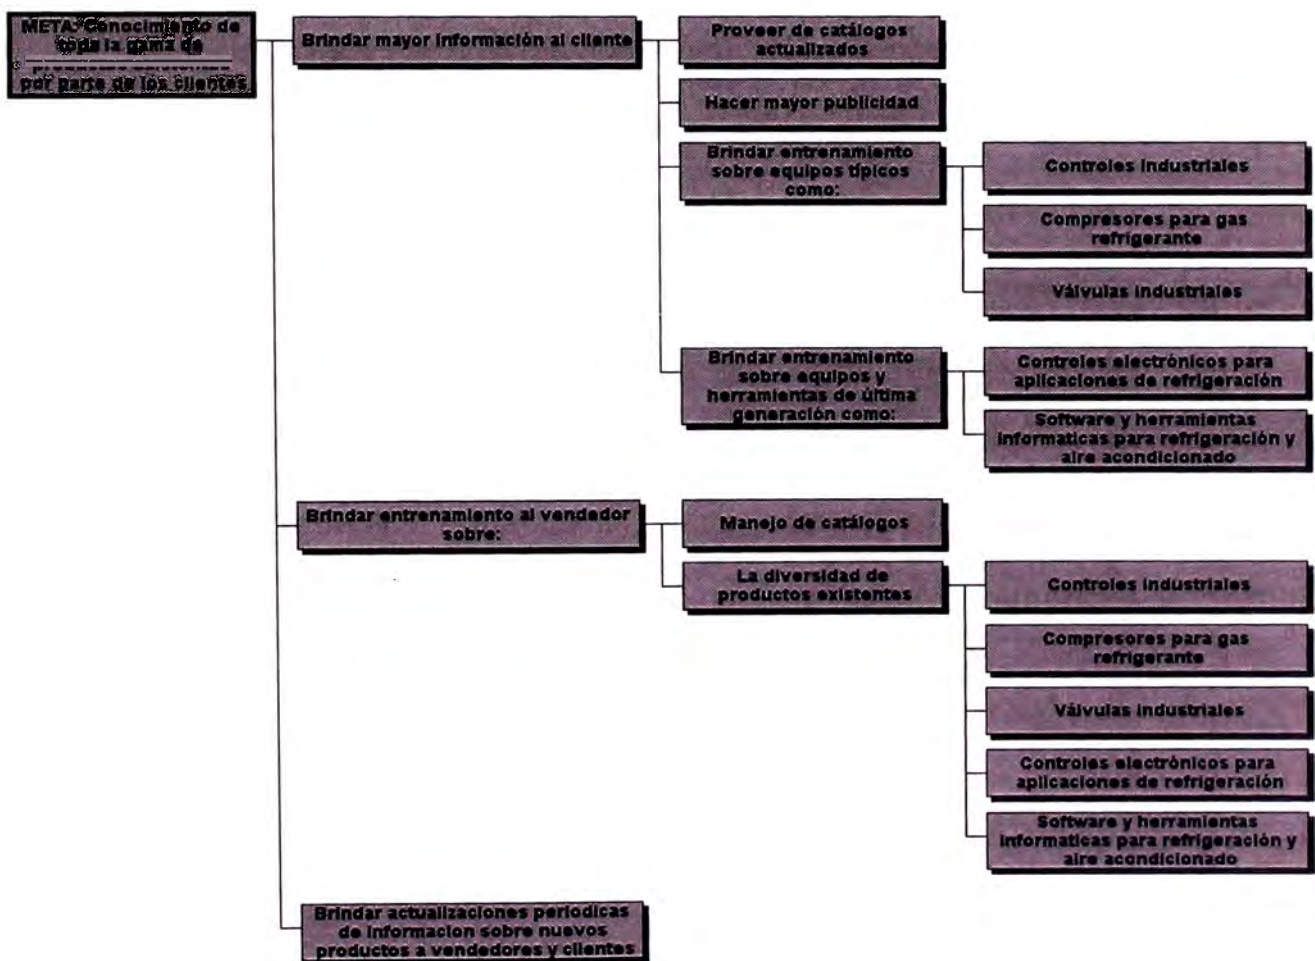 META: Conocimiento de
toda la gama de
por parte de los clientes
Brindar mayor información al cliente
Proveer de catálogos
actualizados
Hacer mayor publicidad
Brindar entrenamiento
sobre equipos típicos
como:
Controles industriales
Compresores para gas
refrigerante
Válvulas industriales
Brindar entrenamiento
sobre equipos y
herramientas de última
generación como:
Controles electrónicos para
aplicaciones de refrigeración
Software y herramientas
informaticas para refrigeración y
aire acondicionado
Brindar entrenamiento al vendedor
sobre:
Manejo de catálogos
La diversidad de
productos existentes
Controles industriales
Compresores para gas
refrigerante
Válvulas industriales
Controles electrónicos para
aplicaciones de refrigeración
Software y herramientas
informaticas para refrigeración y
aire acondicionado
Brindar actualizaciones periodicas
de informacion sobre nuevos
productos a vendedores y clientes